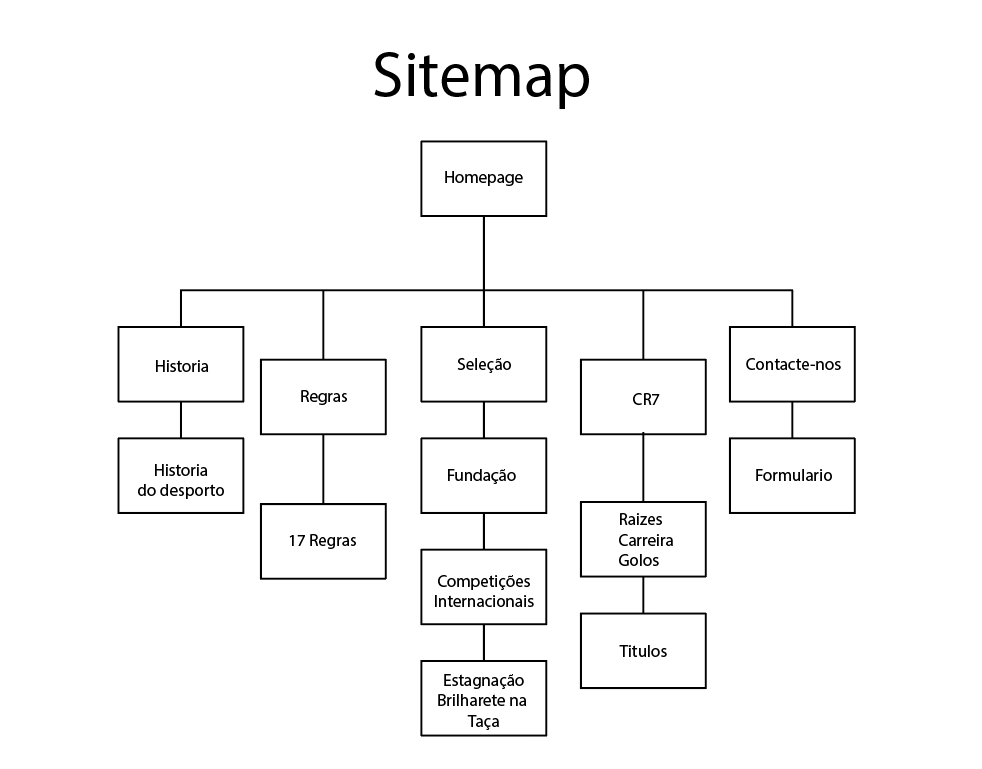 Sitemap
Homepage
Historia
Regras
Seleção
CR7
Contacte-nos
Historia
do desporto
17 Regras
Fundação
Raizes
Carreira
Golos
Formulario
Competições
Internacionais
Titulos
Estagnação
Brilharete na
Taça